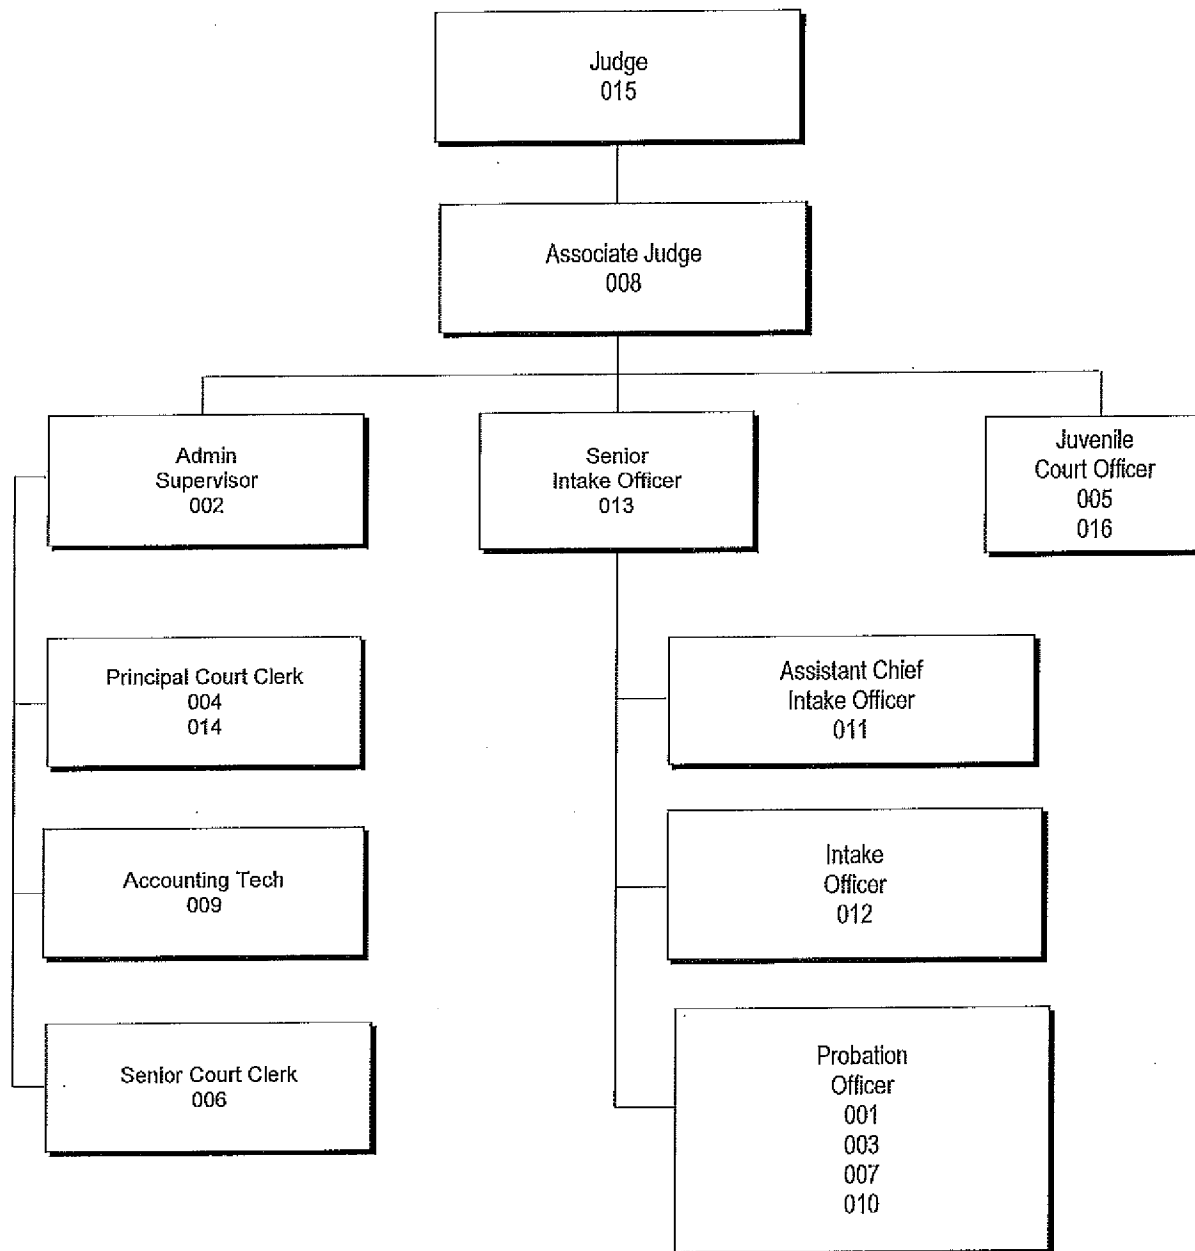 Judge
015
Associate Judge
008
Admin
Supervisor
002
Senior
Intake Officer
013
Juvenile
Court Officer
005
016
Principal Court Clerk
004
014
Assistant Chief
Intake Officer
011
Accounting Tech
009
Intake
Officer
012
Senior Court Clerk
006
Probation
Officer
001
003
007
010